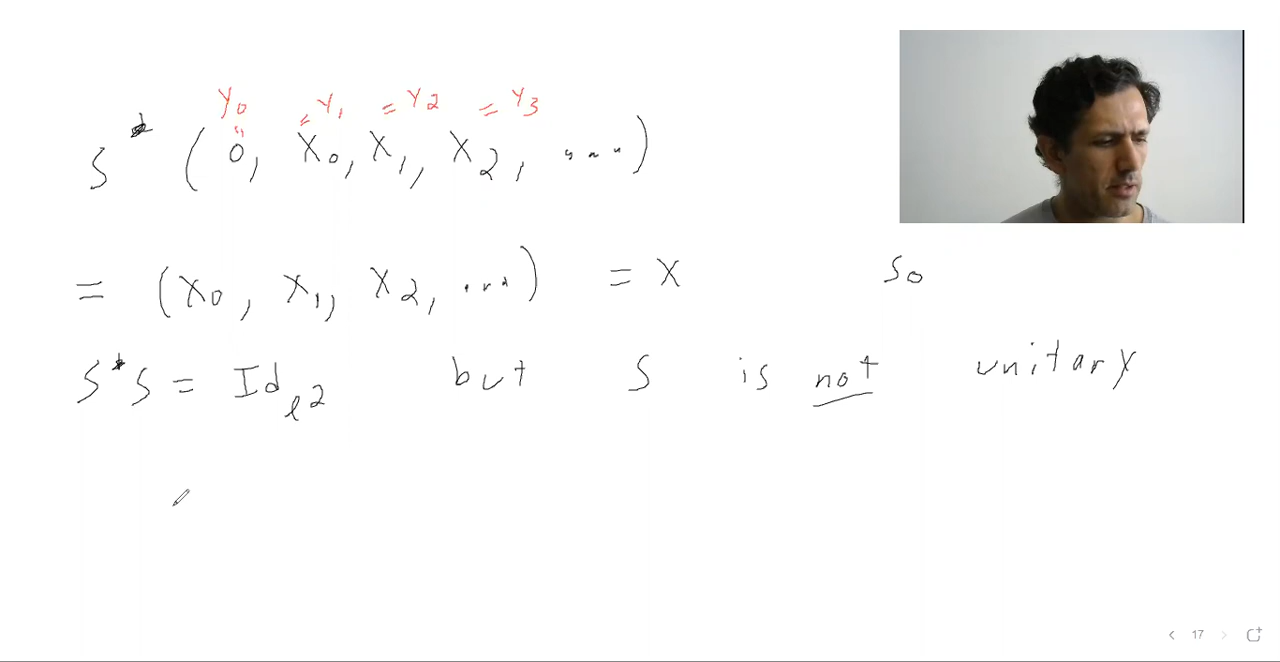 y₀ = y₁ = y₂ = y₃
S* ( 0, x₀, x₁, x₂, .... )
= (x₀, x₁, x₂, ....) = x so
S*S = Id_ℓ2 but S is not unitary
17